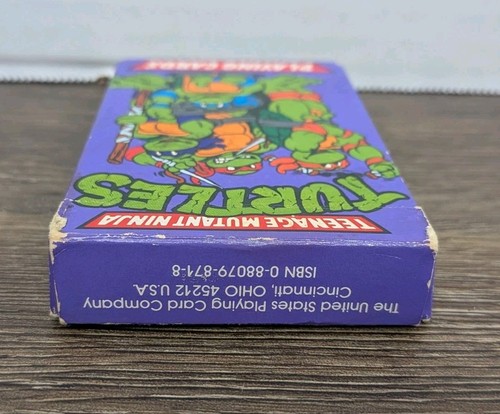 TEENAGE MUTANT NINJA
TURTLES
PLAYING CARDS
The United States Playing Card Company
Cincinnati, OHIO 45212 U.S.A.
ISBN 0-88079-871-8